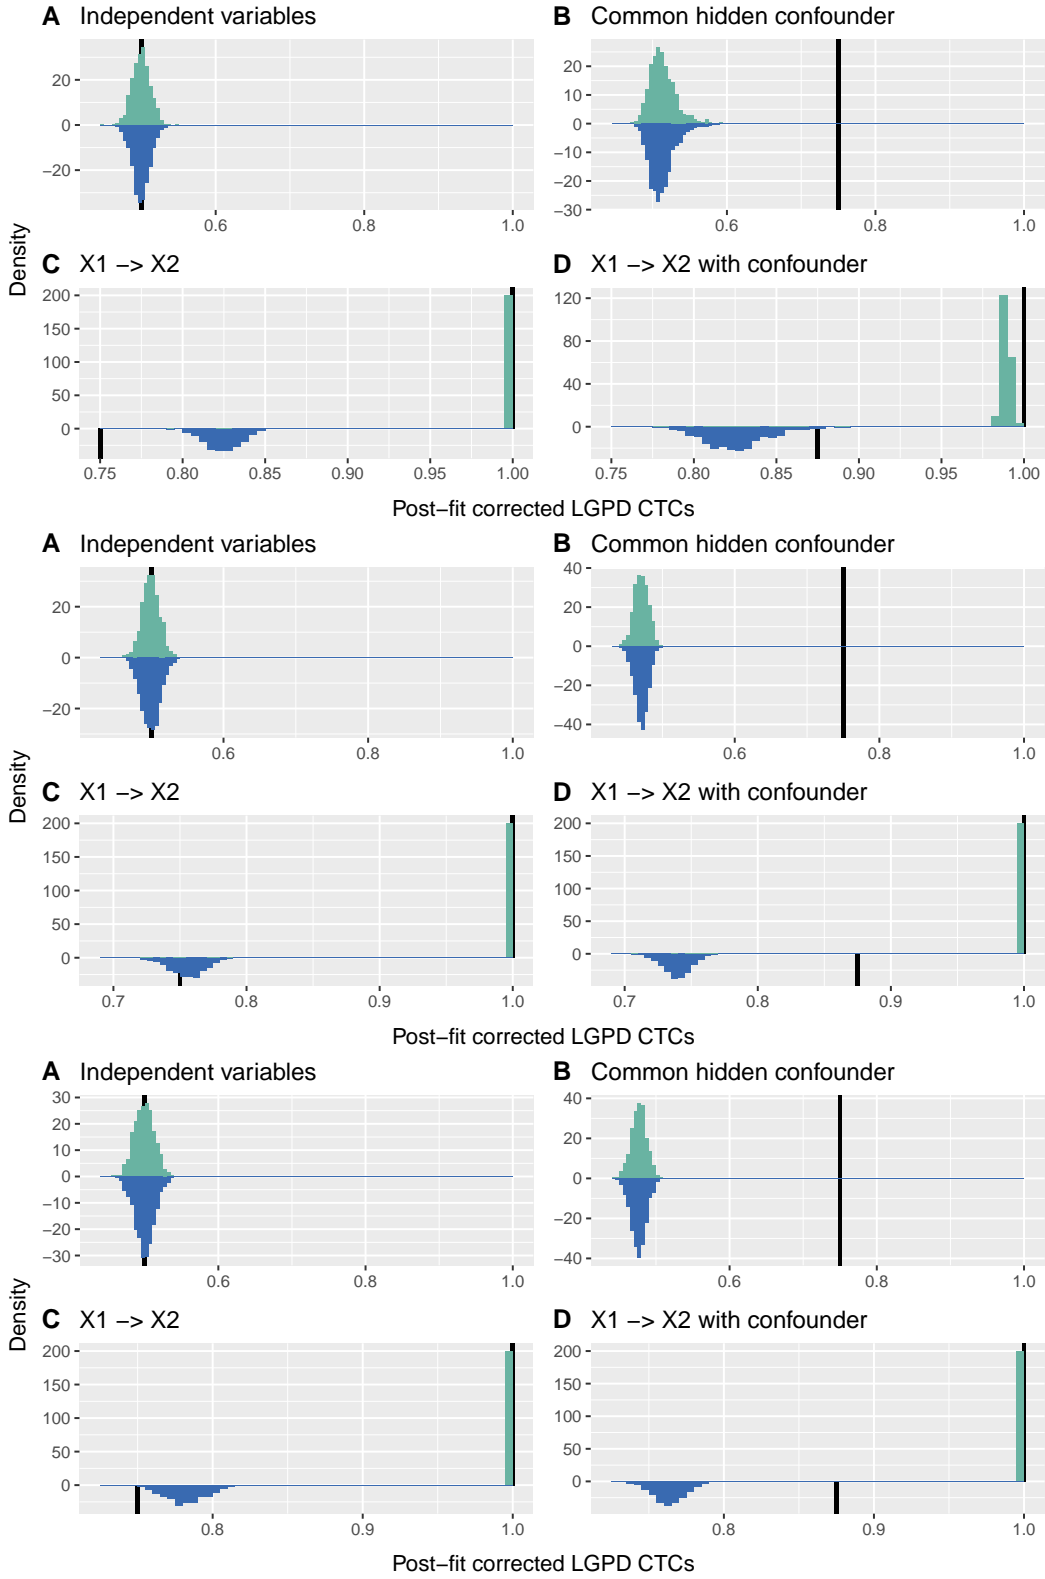 A Independent variables
B Common hidden confounder
20
0
−20
0.6 0.8 1.0
20
10
0
−10
−20
−30
0.6 0.8 1.0
Density
C X1 −> X2
D X1 −> X2 with confounder
200
150
100
50
0
0.75 0.80 0.85 0.90 0.95 1.00
120
80
40
0
0.75 0.80 0.85 0.90 0.95 1.00
Post−fit corrected LGPD CTCs
A Independent variables
B Common hidden confounder
20
0
−20
0.6 0.8 1.0
40
20
0
−20
−40
0.6 0.8 1.0
Density
C X1 −> X2
D X1 −> X2 with confounder
200
150
100
50
0
0.7 0.8 0.9 1.0
200
150
100
50
0
0.7 0.8 0.9 1.0
Post−fit corrected LGPD CTCs
A Independent variables
B Common hidden confounder
30
20
10
0
−10
−20
−30
0.6 0.8 1.0
40
20
0
−20
−40
0.6 0.8 1.0
Density
C X1 −> X2
D X1 −> X2 with confounder
200
150
100
50
0
0.8 0.9 1.0
200
150
100
50
0
0.8 0.9 1.0
Post−fit corrected LGPD CTCs